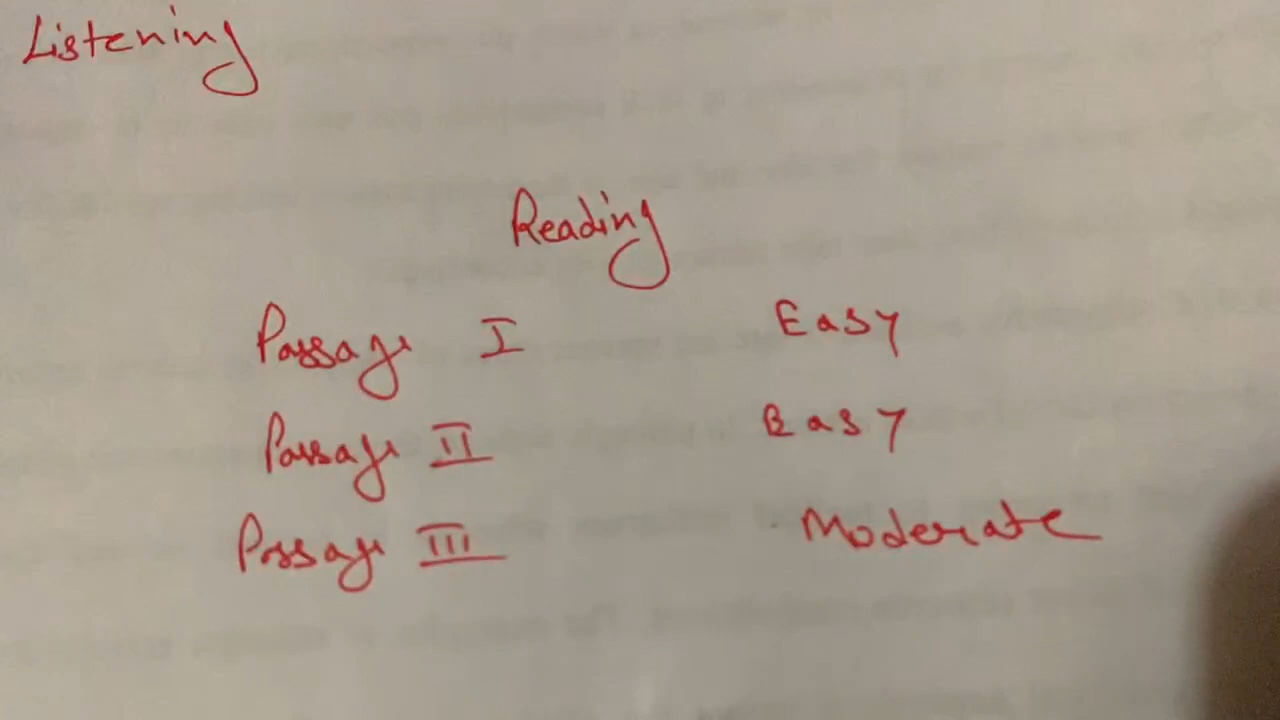 Listening
Reading
Passage I Easy
Passage II Easy
Passage III Moderate